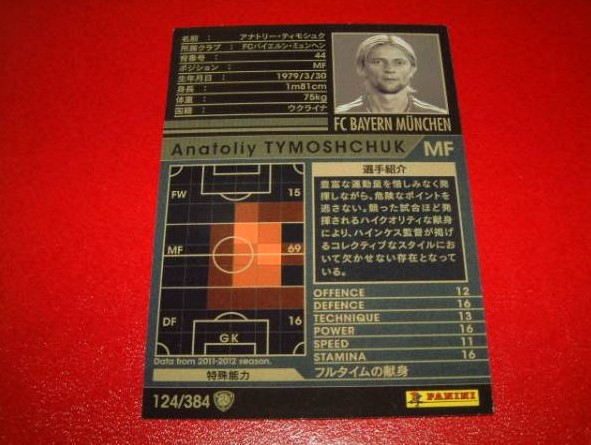 名前 : アナトリー・ティモシュク
所属クラブ : FCバイエルン・ミュンヘン
背番号 : 44
ポジション : MF
生年月日 : 1979/3/30
身長 : 1m81cm
体重 : 75kg
国籍 : ウクライナ
FC BAYERN MÜNCHEN
Anatoliy TYMOSHCHUK MF
FW 15
MF 69
DF 16
GK
Data from 2011-2012 season.
特殊能力
選手紹介
豊富な運動量を惜しみなく発
揮しながら、危険なポイントを
逃さない。競った試合ほど発
揮されるハイクオリティな献身
により、ハインケス監督が掲げ
るコレクティブなスタイルにお
いて欠かせない存在となって
いる。
OFFENCE 12
DEFENCE 16
TECHNIQUE 13
POWER 16
SPEED 11
STAMINA 16
フルタイムの献身
124/384
PANINI